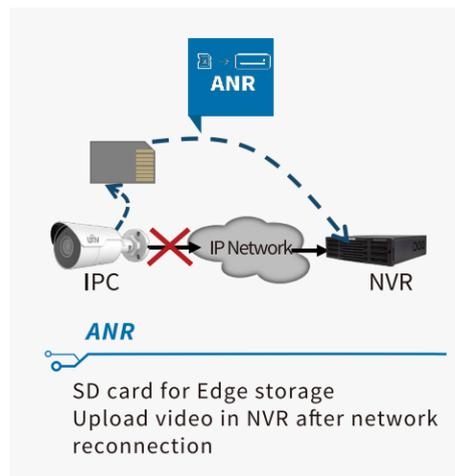 ANR
IP Network
IPC
NVR
ANR
SD card for Edge storage
Upload video in NVR after network
reconnection